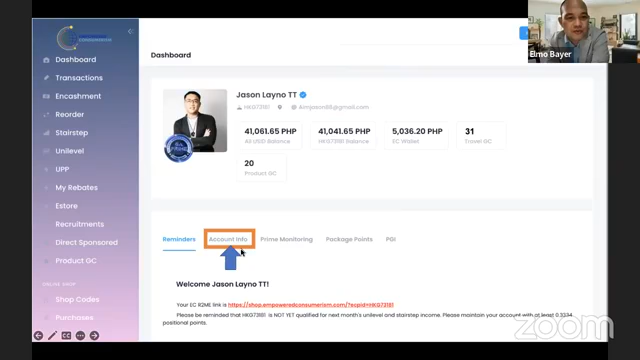 Dashboard
Dashboard
Transactions
Encashment
Reorder
Stairstep
Unilevel
UPP
My Rebates
Estore
Recruitments
Direct Sponsored
Product GC
ONLINE SHOP
Shop Codes
Purchases
Elmo Bayer
Jason Layno TT
HKG73181
41,061.65 PHP
41,041.65 PHP
5,036.20 PHP
31
HKG73181 Balance
EC Wallet
Travel GC
20
Product GC
Reminders
Account Info
Prime Monitoring
Package Points
PGI
Welcome Jason Layno TT!
Your EC R2ME link is https://shop.empoweredconsumerism.com/?ecpid=HKG73181
Please be reminded that HKG73181 is NOT YET qualified for next month's unilevel and stairstep income. Please maintain your account with at least 0.3334
positional points.
zoom